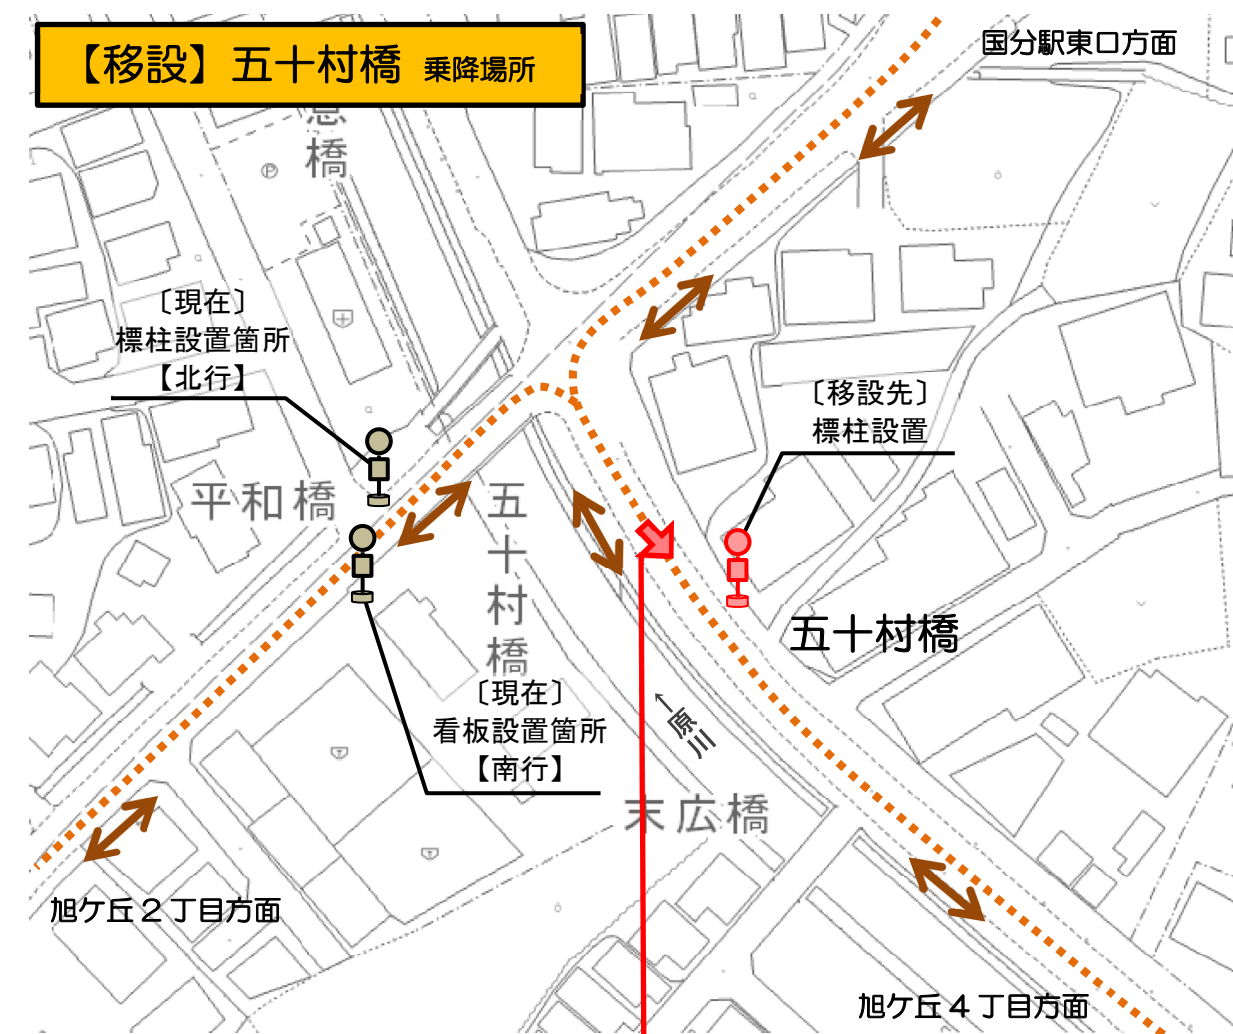 【移設】五十村橋 乗降場所
国分駅東口方面
橋
〔現在〕
標柱設置箇所
【北行】
〔移設先〕
標柱設置
平和橋
五十村橋
五十村橋
〔現在〕
看板設置箇所
【南行】
←原川
末広橋
旭ケ丘2丁目方面
旭ケ丘4丁目方面